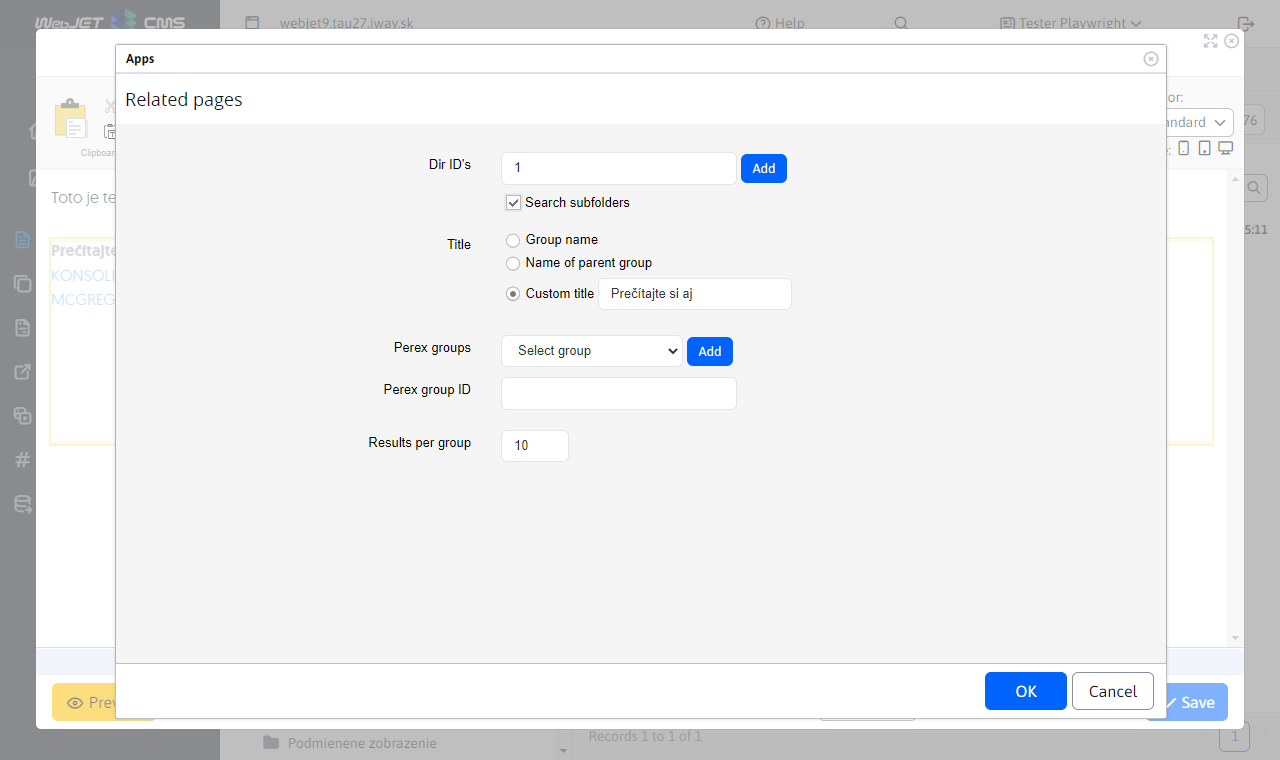 WebJET CMS
webjet9.tau27.iway.sk
Help
Tester Playwright
Apps
Related pages
or:
andard
76
Clipboar
e:
Toto je te
Dir ID's
1
Add
Search subfolders
5:11
Title
Group name
Name of parent group
Custom title
Prečítajte si aj
Prečítajte
KONSOLI
MCGREG
Perex groups
Select group
Add
Perex group ID
Results per group
10
OK
Cancel
Prev
Save
Podmienene zobrazenie
Records 1 to 1 of 1
1